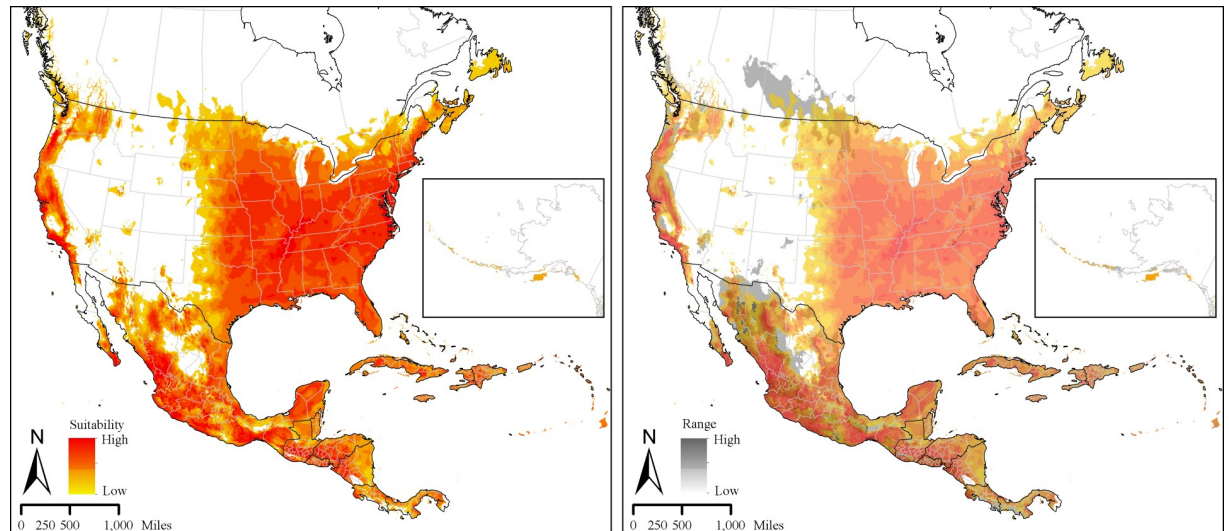 Suitability
High
Low
N
0 250 500 1,000 Miles
Range
High
Low
N
0 250 500 1,000 Miles